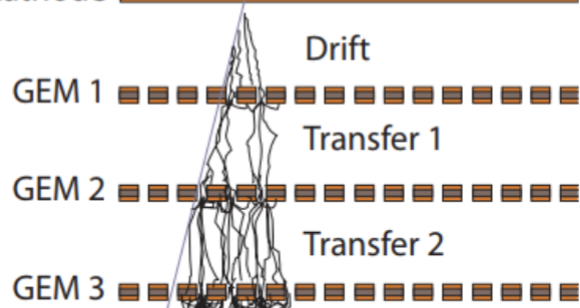 Drift
GEM 1
Transfer 1
GEM 2
Transfer 2
GEM 3